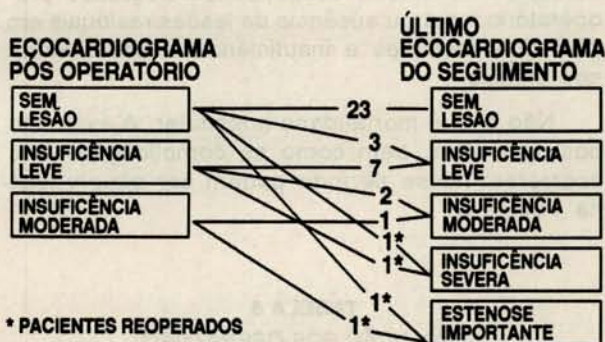 ECOCARDIOGRAMA
PÓS OPERATÓRIO
ÚLTIMO
ECOCARDIOGRAMA
DO SEGUIMENTO
SEM
LESÃO
23
SEM
LESÃO
INSUFICÊNCIA
LEVE
3
7
INSUFICÊNCIA
LEVE
INSUFICÊNCIA
MODERADA
2
1
INSUFICÊNCIA
MODERADA
1*
1*
INSUFICÊNCIA
SEVERA
1*
1*
ESTENOSE
IMPORTANTE
* PACIENTES REOPERADOS